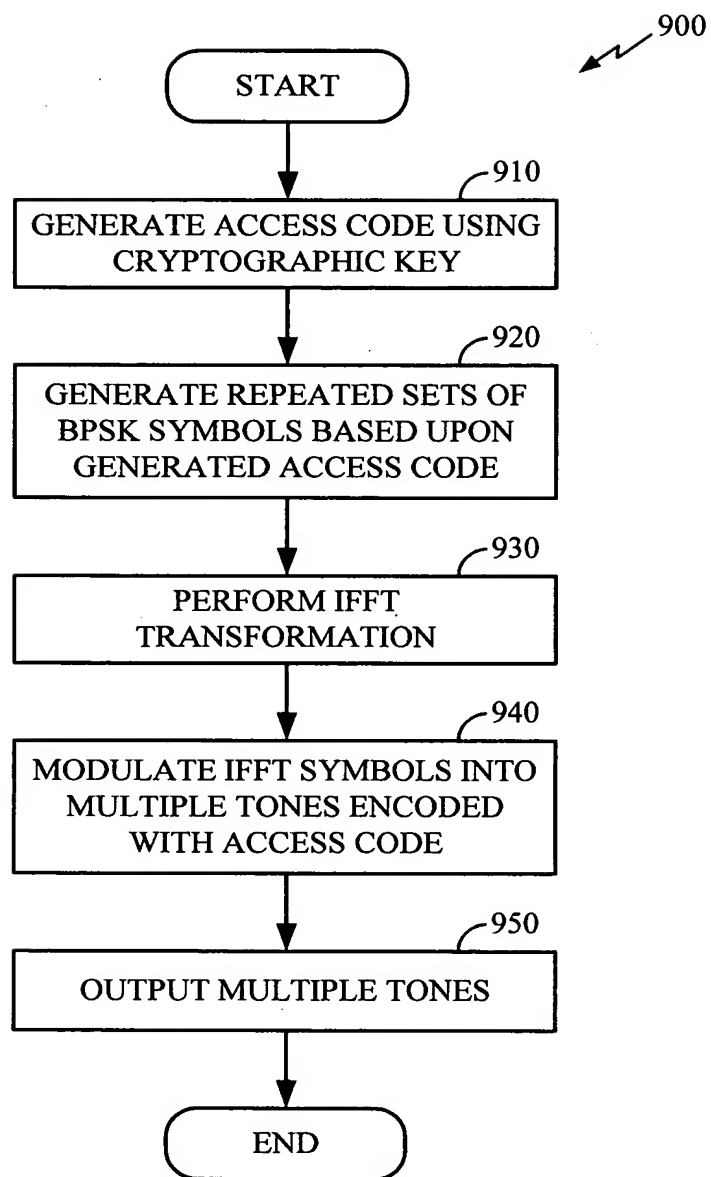 900
START
910
GENERATE ACCESS CODE USING
CRYPTOGRAPHIC KEY
920
GENERATE REPEATED SETS OF
BPSK SYMBOLS BASED UPON
GENERATED ACCESS CODE
930
PERFORM IFFT
TRANSFORMATION
940
MODULATE IFFT SYMBOLS INTO
MULTIPLE TONES ENCODED
WITH ACCESS CODE
950
OUTPUT MULTIPLE TONES
END